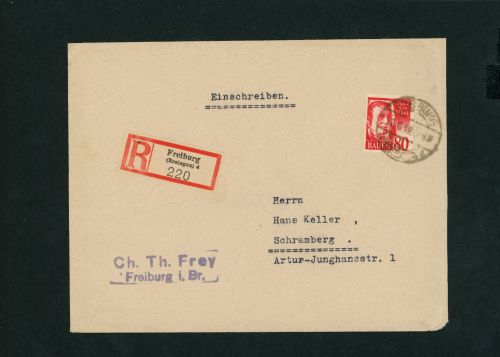 Einschreiben.
BADEN 80
R
Freiburg
(Breisgau) 4
220
Herrn
Hans Keller ,
Schramberg .
Artur-Junghansstr. 1
Ch. Th. Frey
Freiburg i. Br.